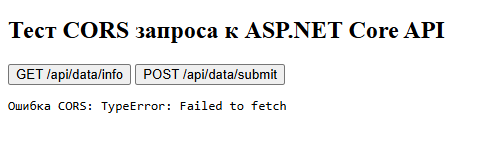 Тест CORS запроса к ASP.NET Core API
GET /api/data/info POST /api/data/submit
Ошибка CORS: TypeError: Failed to fetch